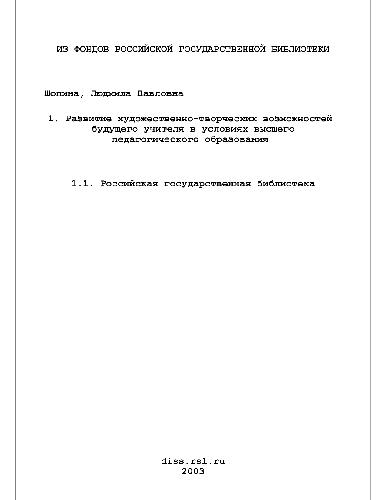 ИЗ ФОНДОВ РОССИЙСКОЙ ГОСУДАРСТВЕННОЙ БИБЛИОТЕКИ
Шопина, Людмила Павловна
1. Развитие художественно-творческих возможностей
будущего учителя в условиях высшего
педагогического образования
1.1. Российская государственная библиотека
diss.rsl.ru
2003